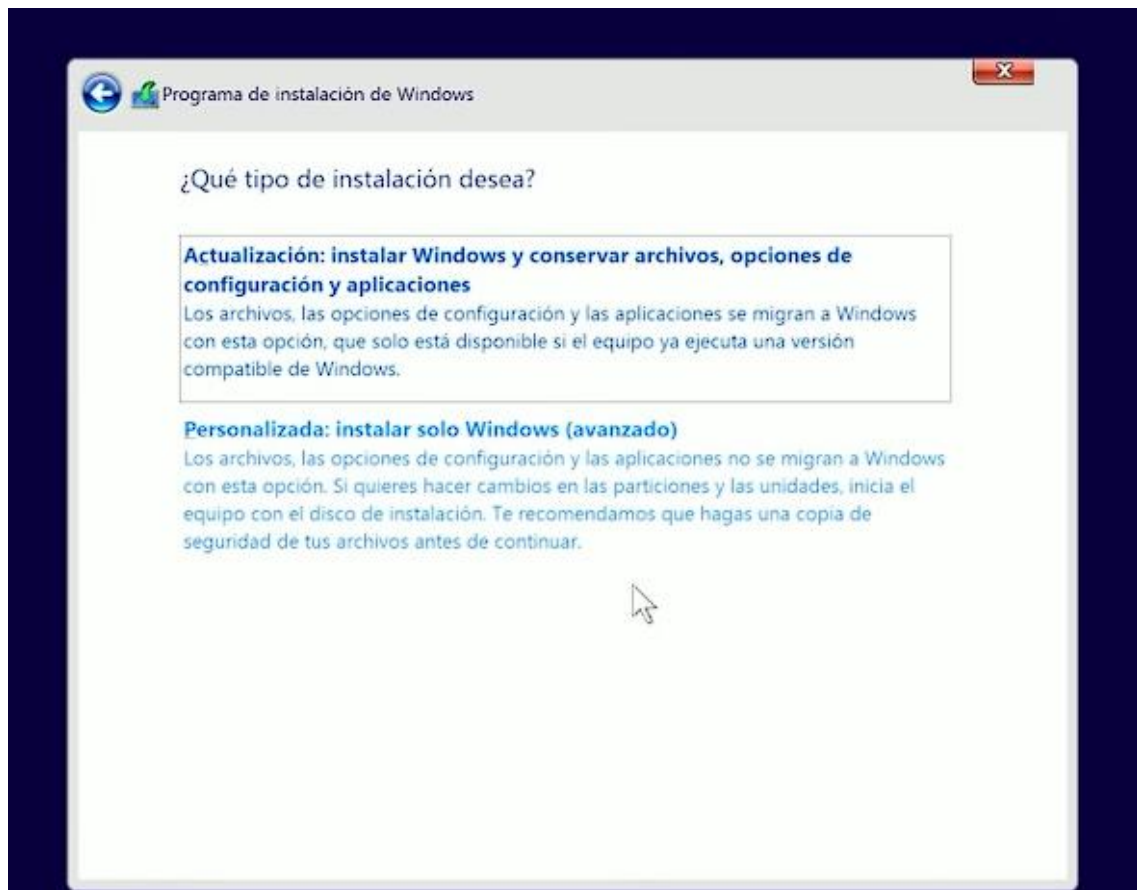 Programa de instalación de Windows
¿Qué tipo de instalación desea?
Actualización: instalar Windows y conservar archivos, opciones de
configuración y aplicaciones
Los archivos, las opciones de configuración y las aplicaciones se migran a Windows
con esta opción, que solo está disponible si el equipo ya ejecuta una versión
compatible de Windows.
Personalizada: instalar solo Windows (avanzado)
Los archivos, las opciones de configuración y las aplicaciones no se migran a Windows
con esta opción. Si quieres hacer cambios en las particiones y las unidades, inicia el
equipo con el disco de instalación. Te recomendamos que hagas una copia de
seguridad de tus archivos antes de continuar.